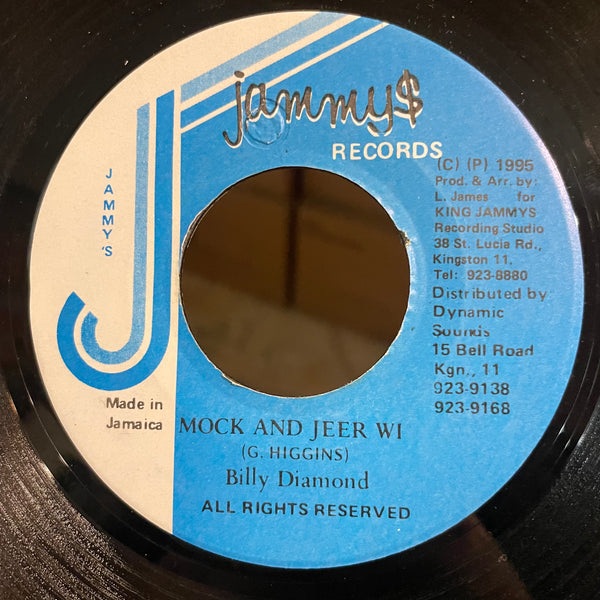 jammy$
RECORDS
JAMMY'S
(C) (P) 1995
Prod. & Arr. by:
L. James for
KING JAMMYS
Recording Studio
38 St. Lucia Rd.,
Kingston 11,
Tel: 923-8880
Distributed by
Dynamic
Sounds
15 Bell Road
Kgn., 11
923-9138
923-9168
Made in
Jamaica
MOCK AND JEER WI
(G. HIGGINS)
Billy Diamond
ALL RIGHTS RESERVED